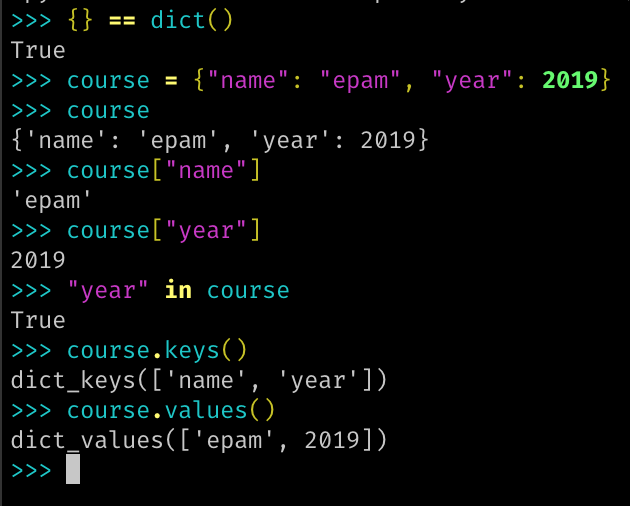 >>> {} == dict()
True
>>> course = {"name": "epam", "year": 2019}
>>> course
{'name': 'epam', 'year': 2019}
>>> course["name"]
'epam'
>>> course["year"]
2019
>>> "year" in course
True
>>> course.keys()
dict_keys(['name', 'year'])
>>> course.values()
dict_values(['epam', 2019])
>>>